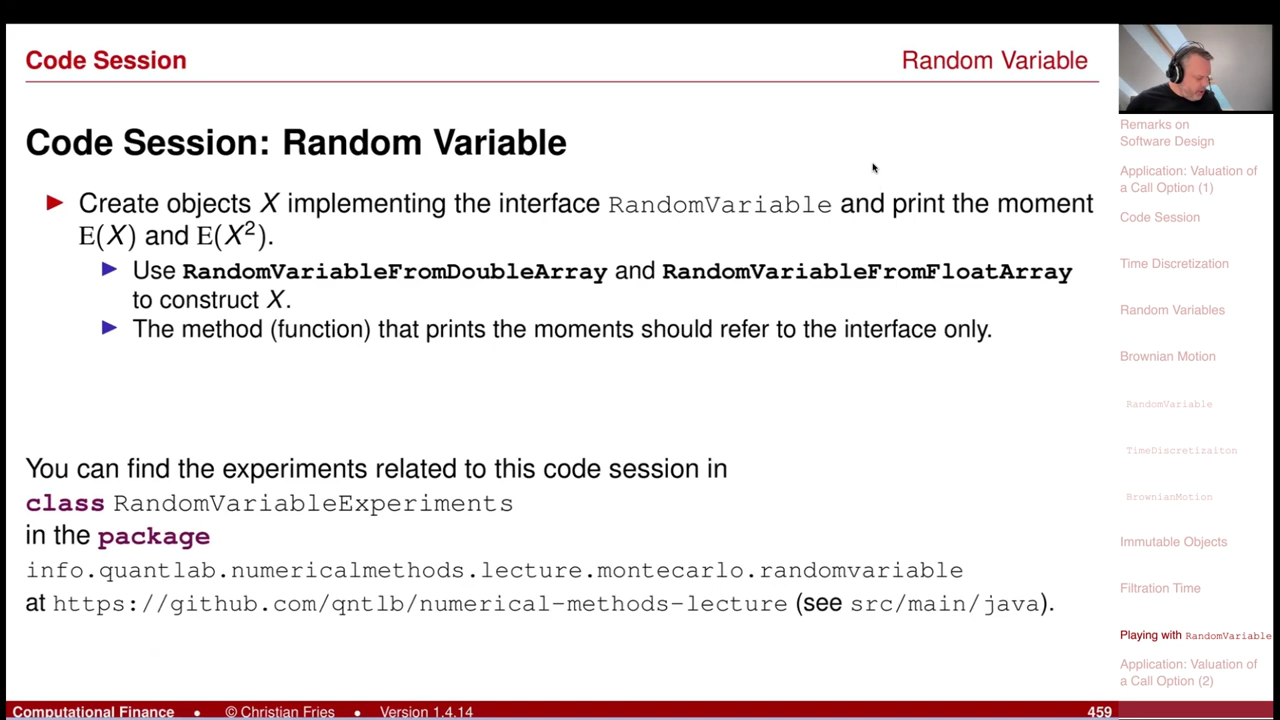 Code Session
Random Variable
Code Session: Random Variable
Create objects X implementing the interface RandomVariable and print the moment
E(X) and E(X²).
Use RandomVariableFromDoubleArray and RandomVariableFromFloatArray
to construct X.
The method (function) that prints the moments should refer to the interface only.
You can find the experiments related to this code session in
class RandomVariableExperiments
in the package
info.quantlab.numericalmethods.lecture.montecarlo.randomvariable
at https://github.com/qntlb/numerical-methods-lecture (see src/main/java).
Remarks on
Software Design
Application: Valuation of
a Call Option (1)
Code Session
Time Discretization
Random Variables
Brownian Motion
RandomVariable
TimeDiscretizaiton
BrownianMotion
Immutable Objects
Filtration Time
Playing with RandomVariable
Application: Valuation of
a Call Option (2)
Computational Finance • © Christian Fries • Version 1.4.14
459